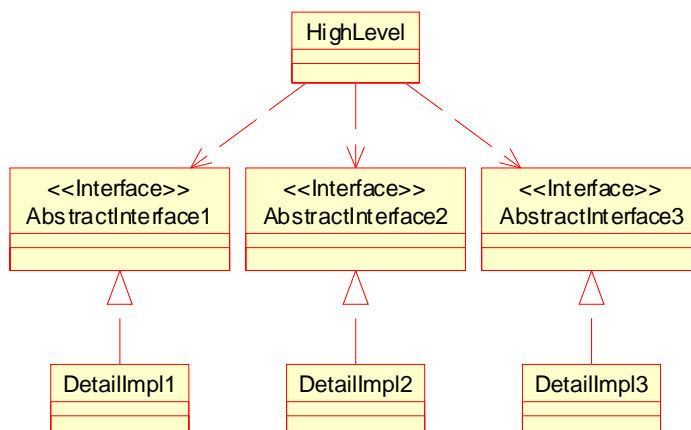 HighLevel
<<Interface>> <<Interface>> <<Interface>>
AbstractInterface1 AbstractInterface2 AbstractInterface3
DetailImpl1 DetailImpl2 DetailImpl3